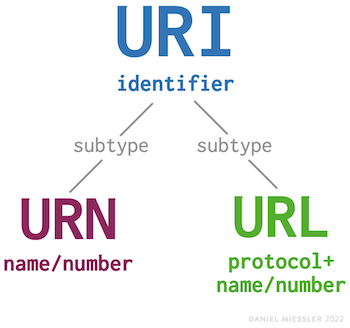 URI
identifier
subtype subtype
URN URL
name/number protocol+
name/number
DANIEL MIESSLER 2022